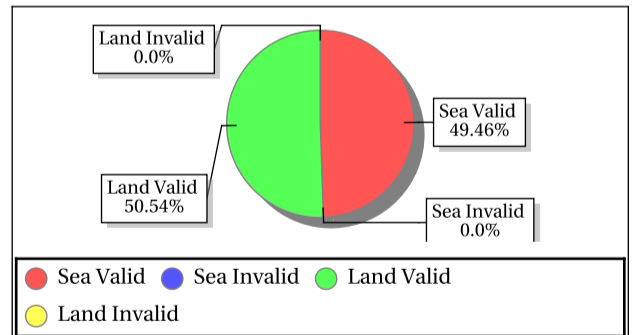 Land Invalid
0.0%
Sea Valid
49.46%
Land Valid
50.54%
Sea Invalid
0.0%
Sea Valid Sea Invalid Land Valid
Land Invalid